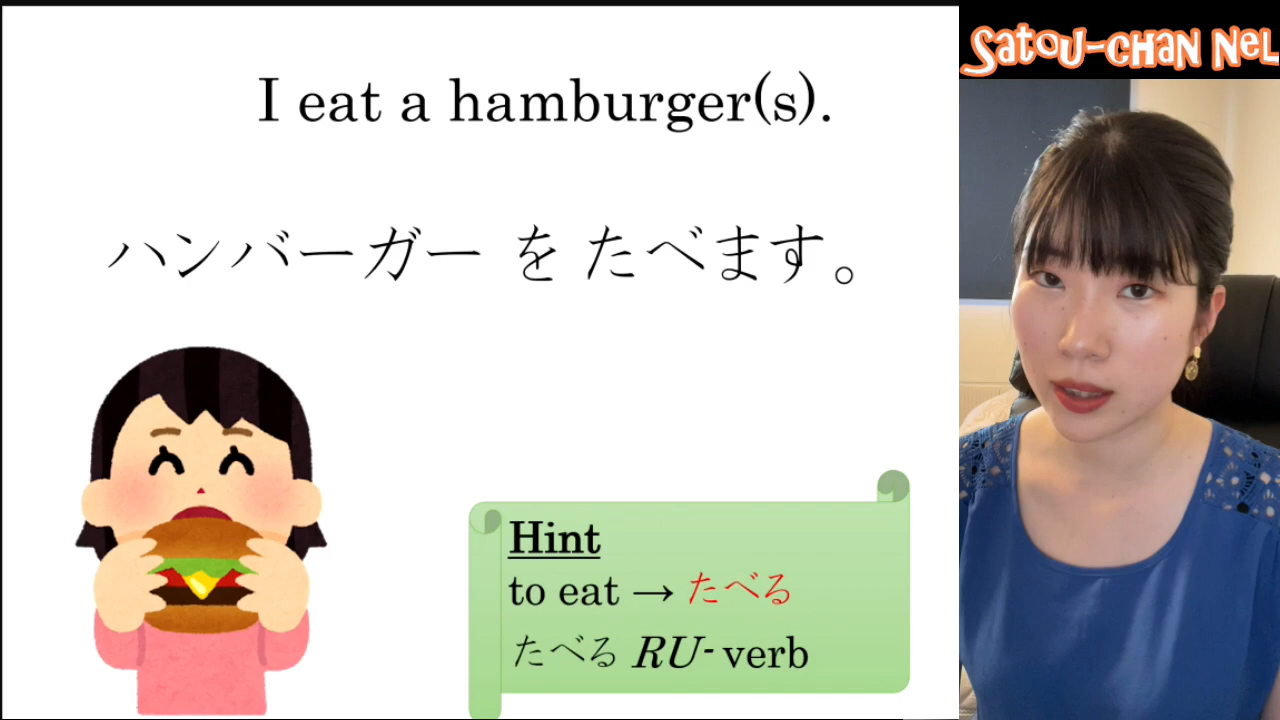 I eat a hamburger(s).
ハンバーガー を たべます。
Hint
to eat → たべる
たべる RU- verb
Satou-chan nel